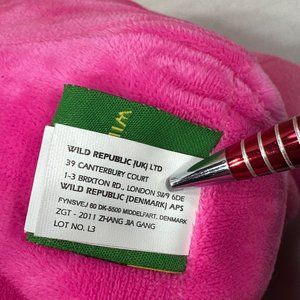 WILD REPUBLIC (UK) LTD
39 CANTERBURY COURT
1-3 BRIXTON RD., LONDON SW9 6DE
WILD REPUBLIC (DENMARK) APS
FYNSVEJ 60 DK-5500 MIDDELFART, DENMARK
ZGT - 2011 ZHANG JIA GANG
LOT NO. L3